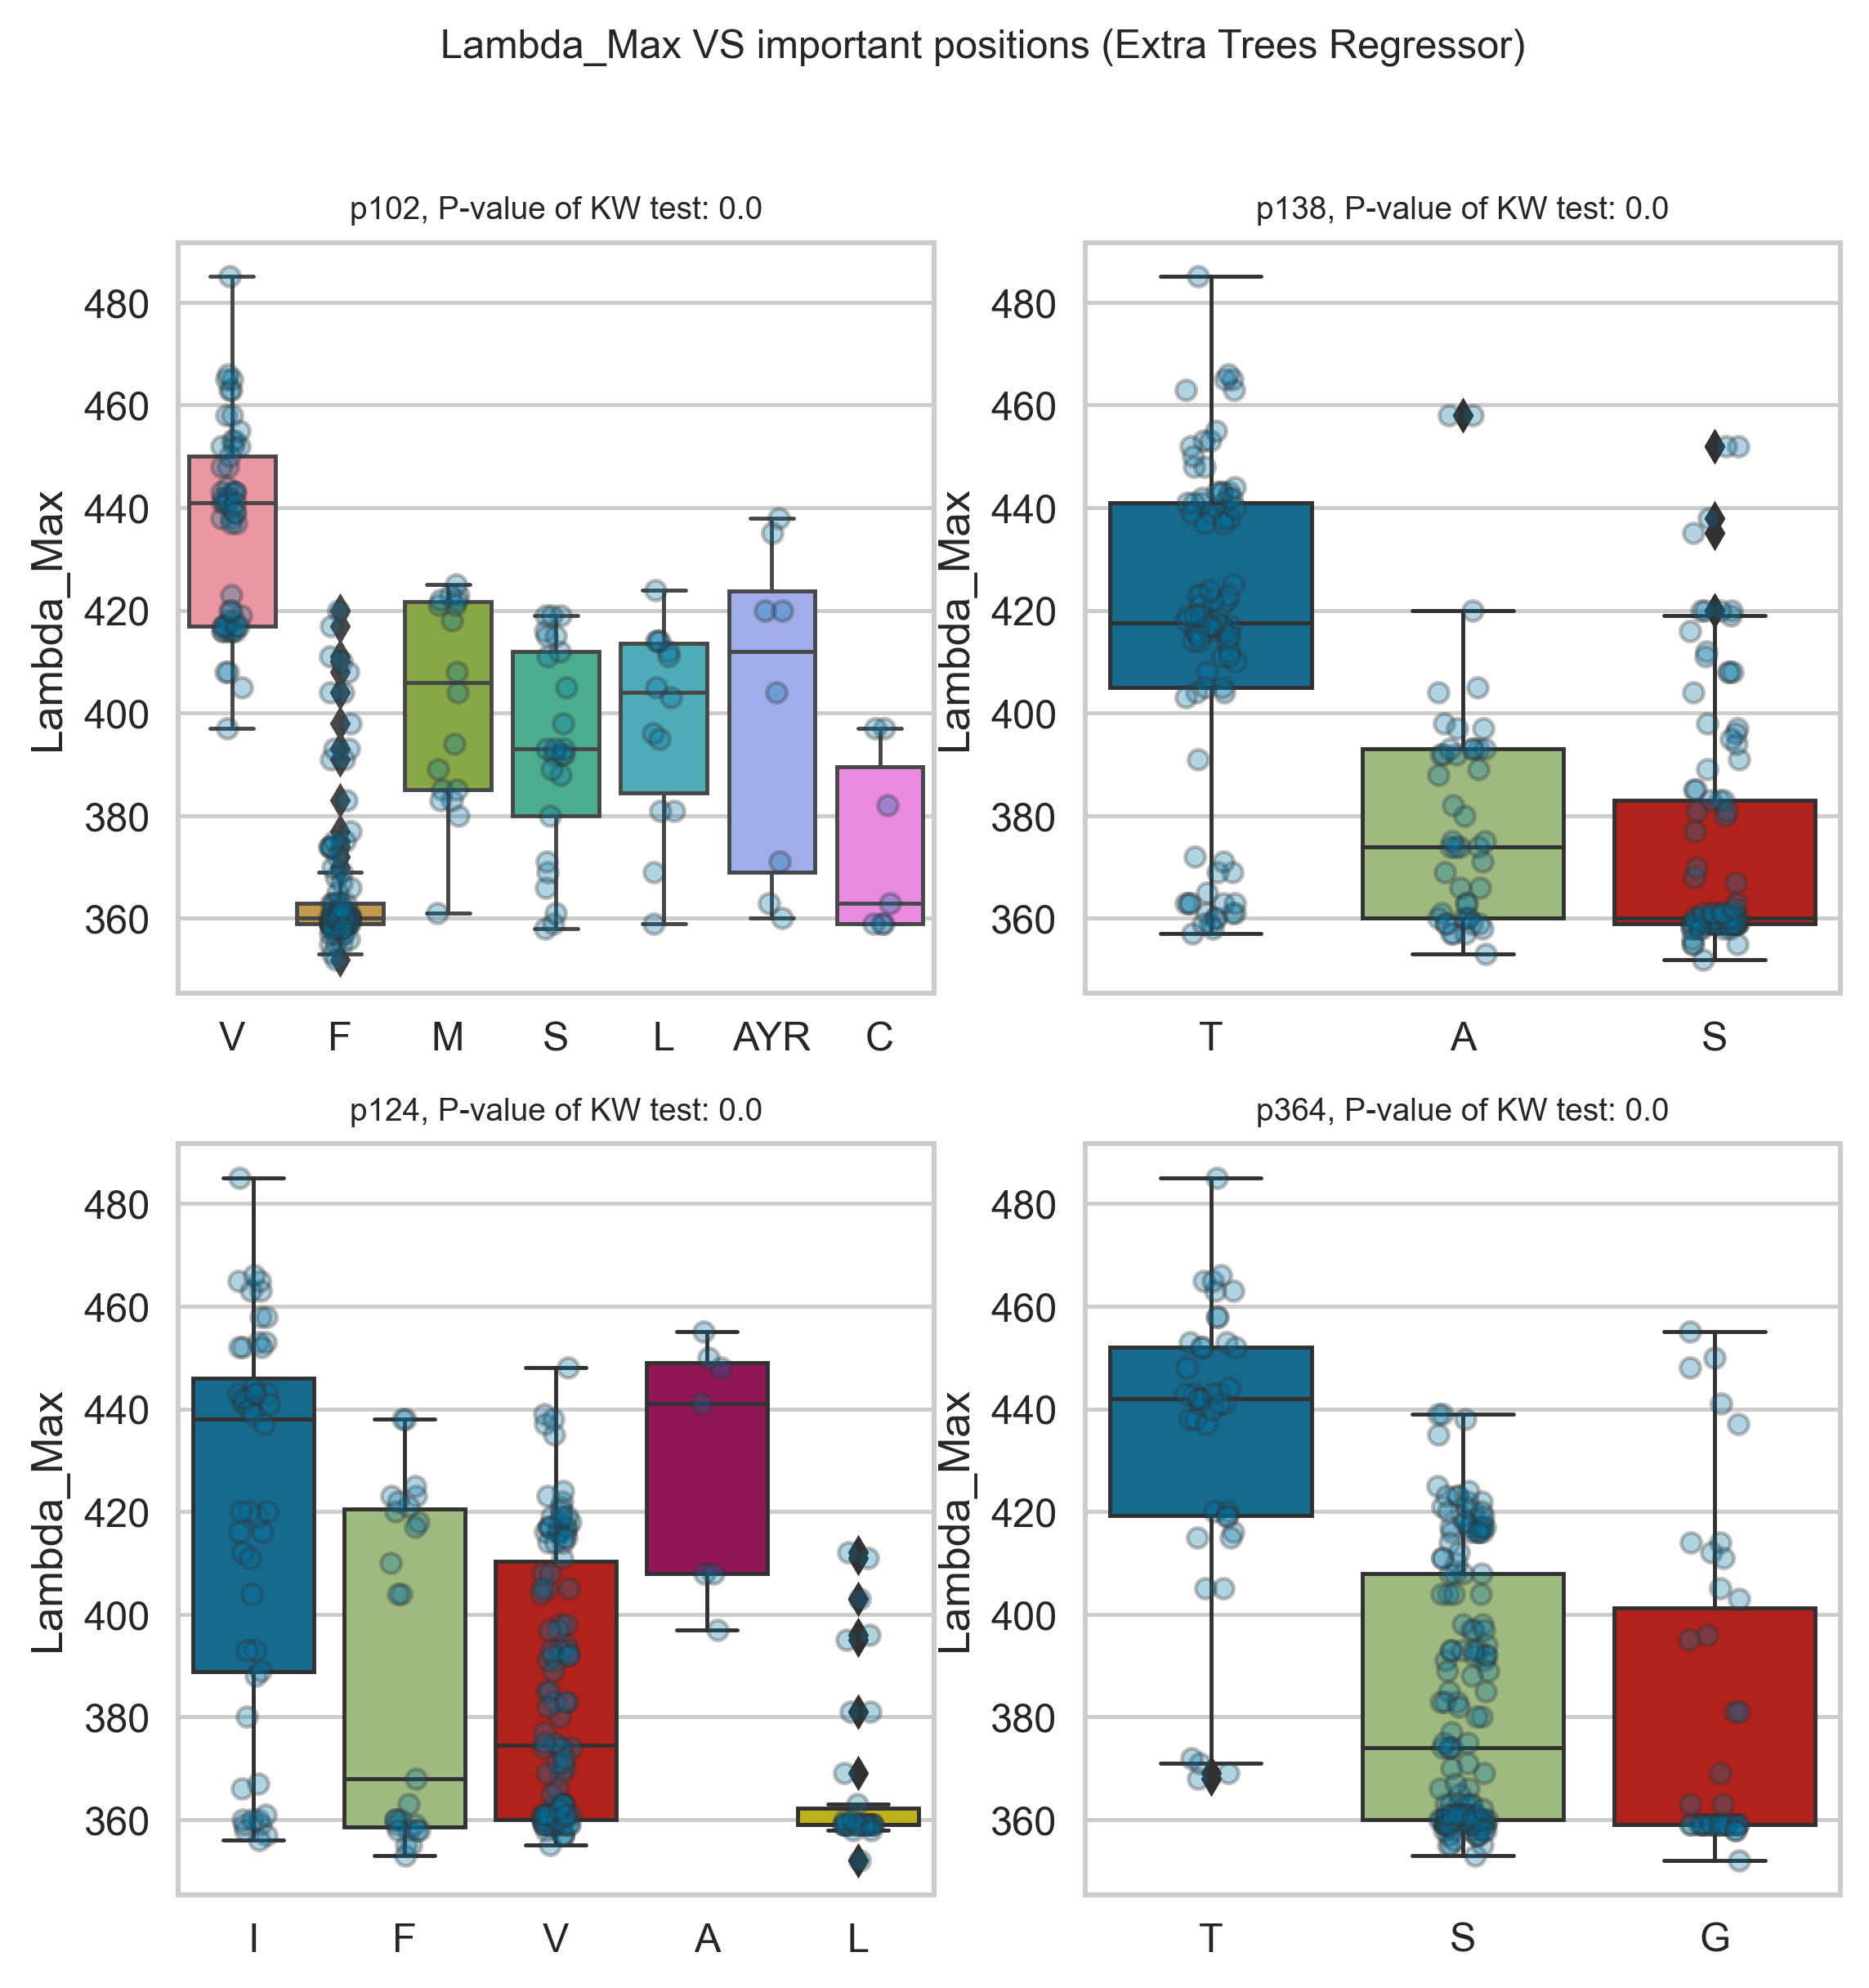 Lambda_Max VS important positions (Extra Trees Regressor)
p102, P-value of KW test: 0.0
Lambda_Max
480
460
440
420
400
380
360
V F M S L AYR C
p138, P-value of KW test: 0.0
Lambda_Max
480
460
440
420
400
380
360
T A S
p124, P-value of KW test: 0.0
Lambda_Max
480
460
440
420
400
380
360
I F V A L
p364, P-value of KW test: 0.0
Lambda_Max
480
460
440
420
400
380
360
T S G